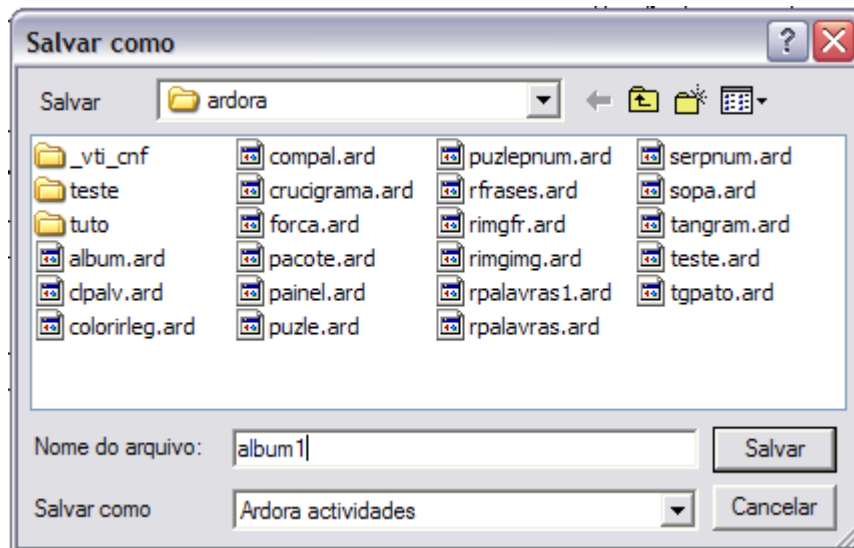 Salvar como
Salvar ardora
_vti_cnf compal.ard puzlepnum.ard serpnum.ard
teste crucigrama.ard rfrases.ard sopa.ard
tuto forca.ard rimgfr.ard tangram.ard
album.ard pacote.ard rimgimg.ard teste.ard
clpalv.ard painel.ard rpalavras1.ard tgpato.ard
colorirleg.ard puzle.ard rpalavras.ard
Nome do arquivo: album1 Salvar
Salvar como Ardora actividades Cancelar